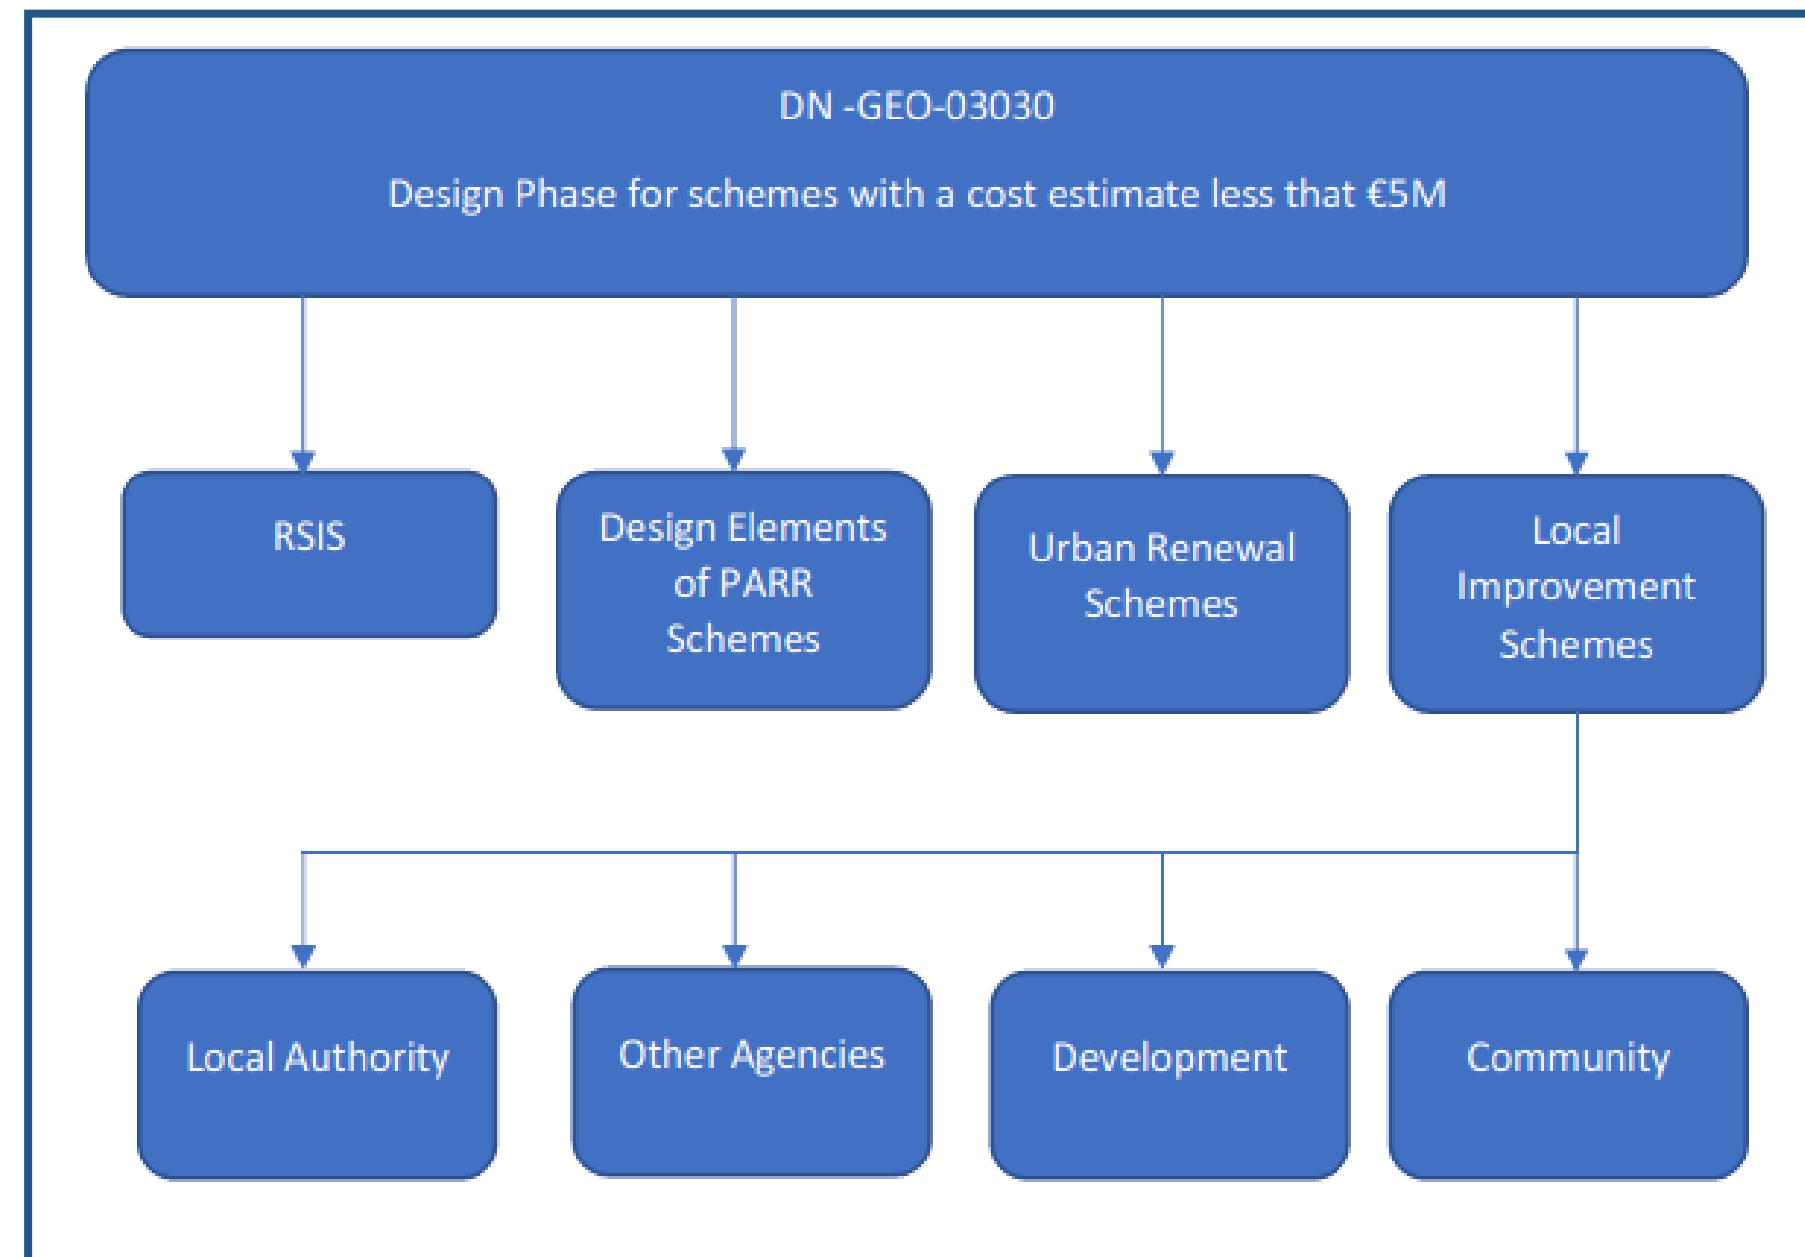 DN -GEO-03030
Design Phase for schemes with a cost estimate less that €5M
RSIS
Design Elements
of PARR
Schemes
Urban Renewal
Schemes
Local
Improvement
Schemes
Local Authority
Other Agencies
Development
Community